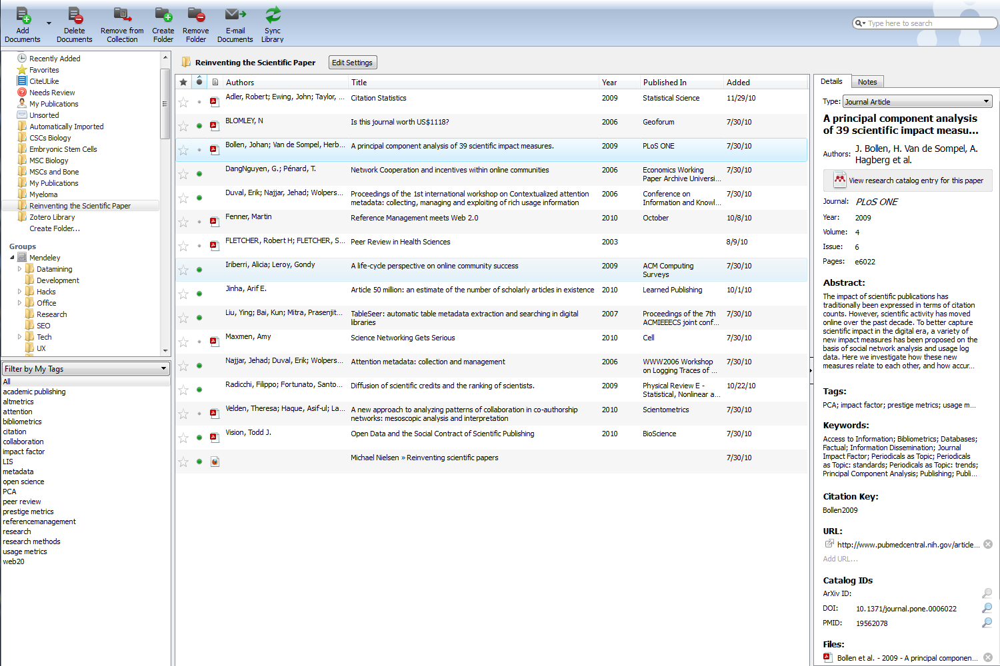 Add Documents
Delete Documents
Remove from Collection
Create Folder
Remove Folder
E-mail Documents
Sync Library
Type here to search
Recently Added
Favorites
CiteULike
Needs Review
My Publications
Unsorted
Automatically Imported
CSCs Biology
Embryonic Stem Cells
MSC Biology
MSCs and Bone
My Publications
Myeloma
Reinventing the Scientific Paper
Zotero Library
Create Folder...
Groups
Mendeley
Datamining
Development
Hacks
Office
Research
SEO
Tech
UX
Filter by My Tags
All
academic publishing
altmetrics
attention
bibliometrics
citation
collaboration
impact factor
LIS
metadata
open science
PCA
peer review
prestige metrics
referencemanagement
research
research methods
usage metrics
web20
Reinventing the Scientific Paper
Edit Settings
Authors Title Year Published In Added
Adler, Robert; Ewing, John; Taylor, ... Citation Statistics 2009 Statistical Science 11/29/10
BLOMLEY, N Is this journal worth US$1118? 2006 Geoforum 7/30/10
Bollen, Johan; Van de Sompel, Herb... A principal component analysis of 39 scientific impact measures. 2009 PLoS ONE 7/30/10
DangNguyen, G.; Pénard, T. Network Cooperation and incentives within online communities 2006 Economics Working 7/30/10
Paper Archive Universi...
Duval, Erik; Najjar, Jehad; Wolpers... Proceedings of the 1st international workshop on Contextualized attention 2006 Conference on 7/30/10
metadata: collecting, managing and exploiting of rich usage information Information and Knowl...
Fenner, Martin Reference Management meets Web 2.0 2010 October 10/8/10
FLETCHER, Robert H; FLETCHER, S... Peer Review in Health Sciences 2003 8/9/10
Iriberri, Alicia; Leroy, Gondy A life-cycle perspective on online community success 2009 ACM Computing 7/30/10
Surveys
Jinha, Arif E. Article 50 million: an estimate of the number of scholarly articles in existence 2010 Learned Publishing 10/1/10
Liu, Ying; Bai, Kun; Mitra, Prasenjit... TableSeer: automatic table metadata extraction and searching in digital 2007 Proceedings of the 7th 7/30/10
libraries ACMIEEECS joint conf...
Maxmen, Amy Science Networking Gets Serious 2010 Cell 7/30/10
Najjar, Jehad; Duval, Erik; Wolpers... Attention metadata: collection and management 2006 WWW2006 Workshop 7/30/10
on Logging Traces of ...
Radicchi, Filippo; Fortunato, Santo... Diffusion of scientific credits and the ranking of scientists. 2009 Physical Review E - 10/22/10
Statistical, Nonlinear a...
Velden, Theresa; Haque, Asif-ul; La... A new approach to analyzing patterns of collaboration in co-authorship 2010 Scientometrics 7/30/10
networks: mesoscopic analysis and interpretation
Vision, Todd J. Open Data and the Social Contract of Scientific Publishing 2010 BioScience 7/30/10
Michael Nielsen » Reinventing scientific papers 7/30/10
Details
Notes
Type: Journal Article
A principal component analysis
of 39 scientific impact measu...
Authors: J. Bollen, H. Van de Sompel, A.
Hagberg et al.
View research catalog entry for this paper
Journal: PLoS ONE
Year: 2009
Volume: 4
Issue: 6
Pages: e6022
Abstract:
The impact of scientific publications has
traditionally been expressed in terms of citation
counts. However, scientific activity has moved
online over the past decade. To better capture
scientific impact in the digital era, a variety of
new impact measures has been proposed on the
basis of social network analysis and usage log
data. Here we investigate how these new
measures relate to each other, and how accur...
Tags:
PCA; impact factor; prestige metrics; usage m...
Keywords:
Access to Information; Bibliometrics; Databases;
Factual; Information Dissemination; Journal
Impact Factor; Periodicals as Topic; Periodicals
as Topic: standards; Periodicals as Topic: trends;
Principal Component Analysis; Publishing; Publi...
Citation Key:
Bollen2009
URL:
http://www.pubmedcentral.nih.gov/article...
Add URL...
Catalog IDs
ArXiv ID:
DOI: 10.1371/journal.pone.0006022
PMID: 19562078
Files:
Bollen et al. - 2009 - A principal componen...